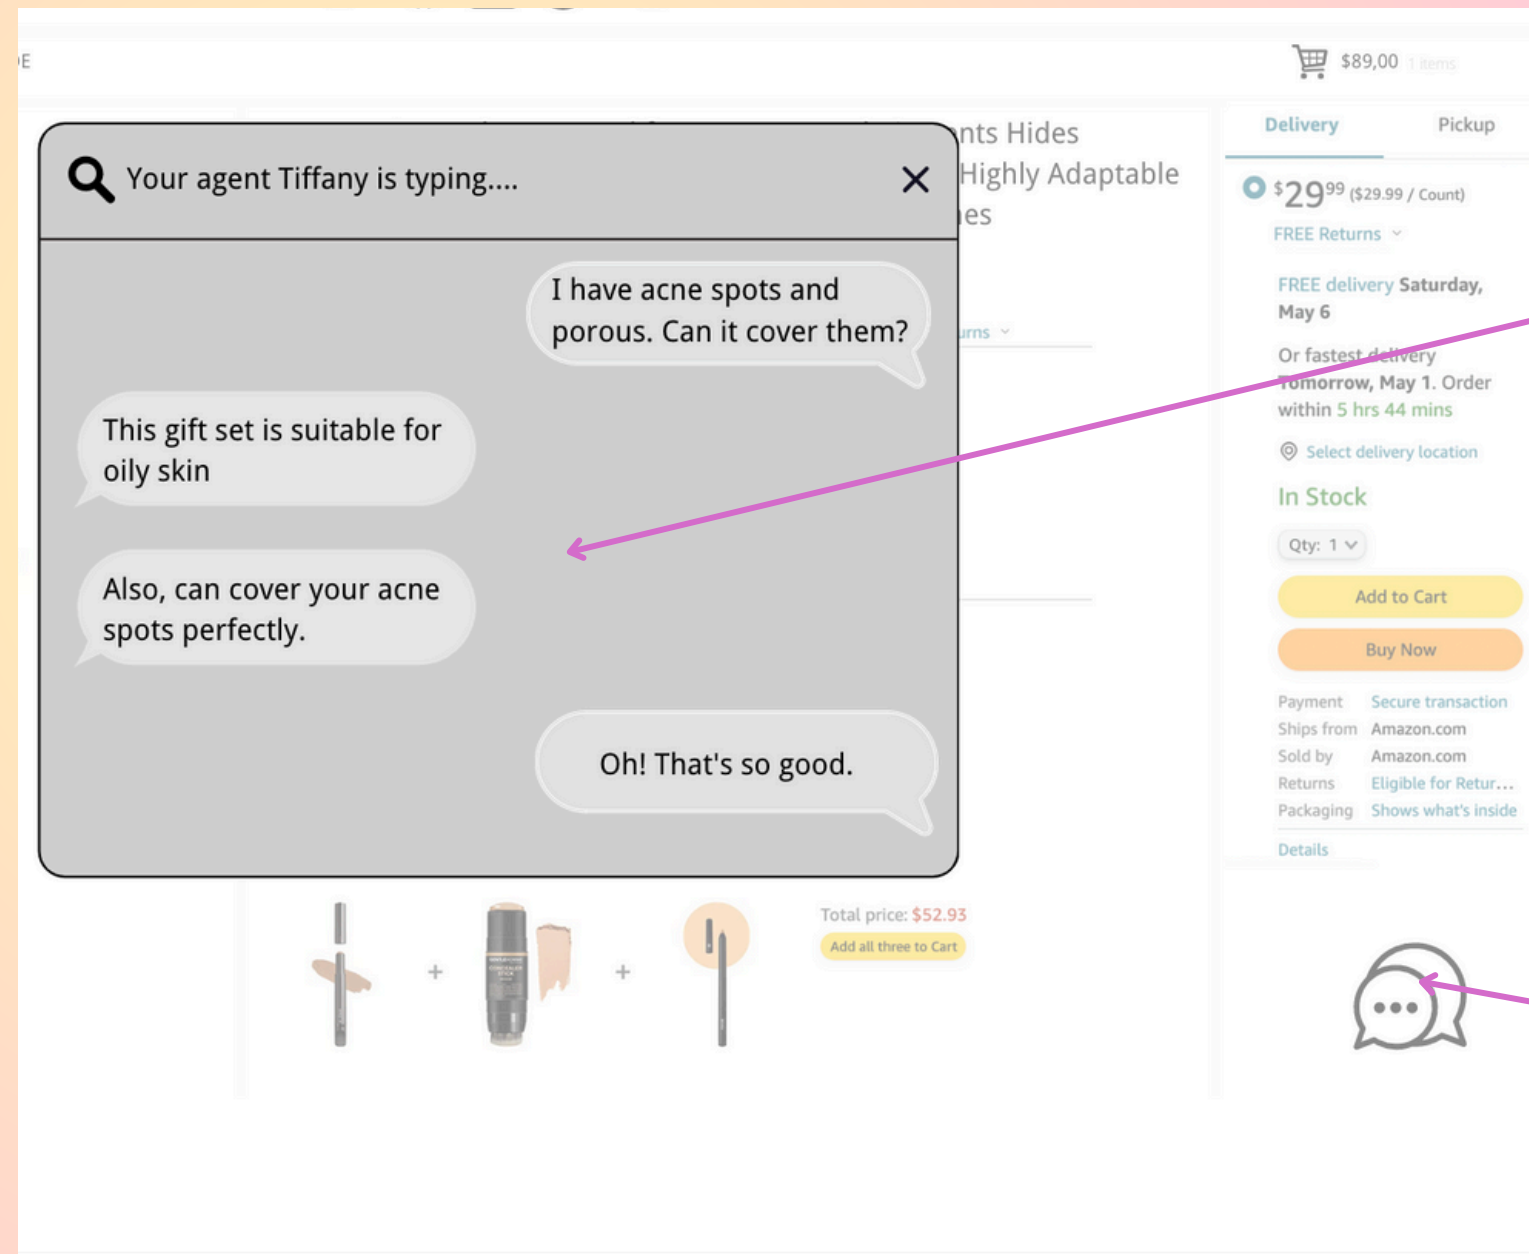 E
$89,00 1 items
nts Hides
Highly Adaptable
es
urns
Your agent Tiffany is typing....
I have acne spots and
porous. Can it cover them?
This gift set is suitable for
oily skin
Also, can cover your acne
spots perfectly.
Oh! That's so good.
Total price: $52.93
Add all three to Cart
+
+
Delivery
Pickup
$29.99 ($29.99 / Count)
FREE Returns
FREE delivery Saturday,
May 6
Or fastest delivery
Tomorrow, May 1. Order
within 5 hrs 44 mins
Select delivery location
In Stock
Qty: 1
Add to Cart
Buy Now
Payment Secure transaction
Ships from Amazon.com
Sold by Amazon.com
Returns Eligible for Retur...
Packaging Shows what's inside
Details